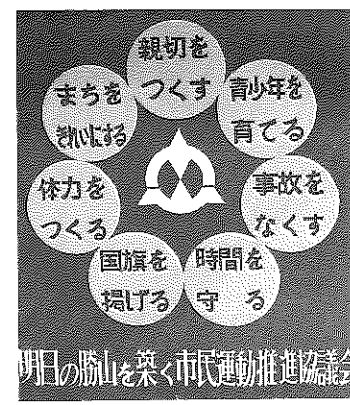 親切を
つくす
青少年を
育てる
事故を
なくす
時間を
守る
国旗を
掲げる
体力を
つくる
まちを
きれいにする
明日の勝山を築く市民運動推進協議会